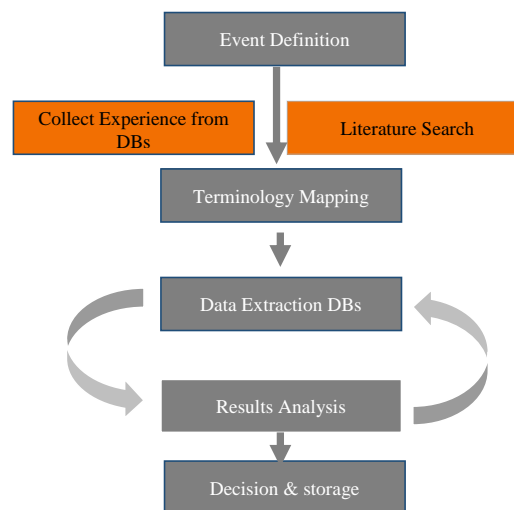 Event Definition
Collect Experience from
DBs
Literature Search
Terminology Mapping
Data Extraction DBs
Results Analysis
Decision & storage